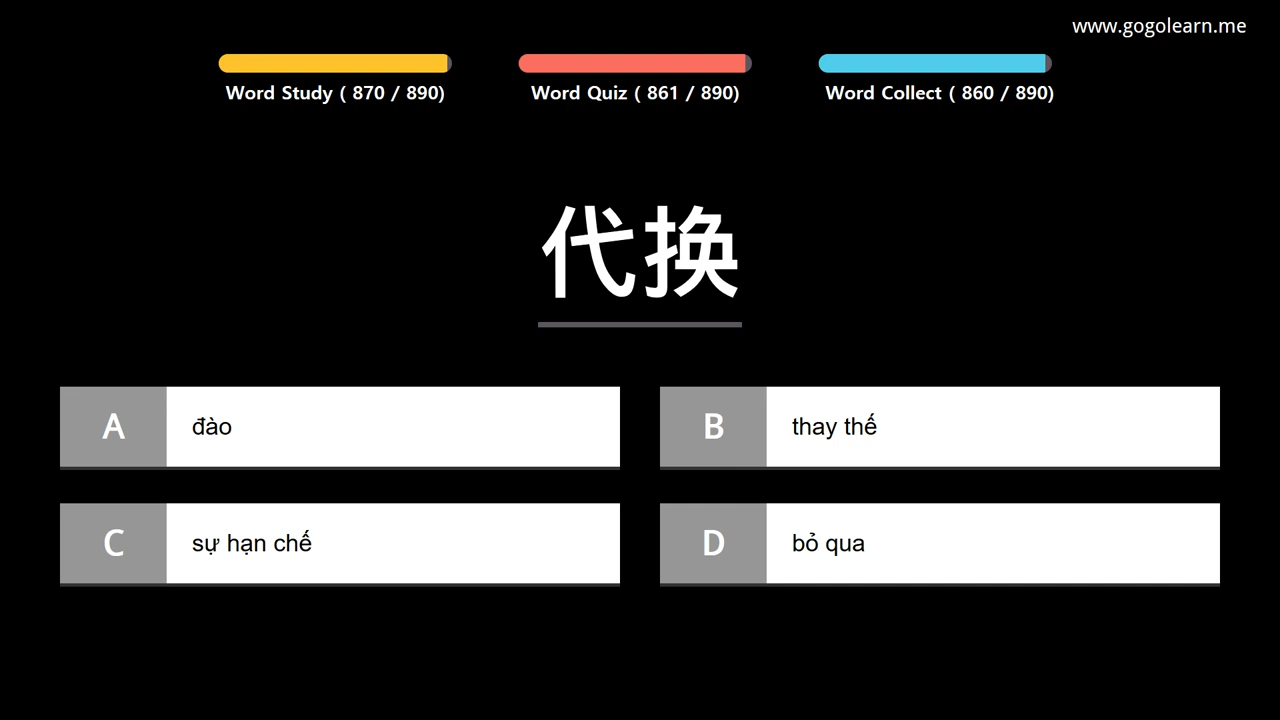 www.gogolearn.me
Word Study ( 870 / 890)
Word Quiz ( 861 / 890)
Word Collect ( 860 / 890)
代换
A đào
B thay thế
C sự hạn chế
D bỏ qua